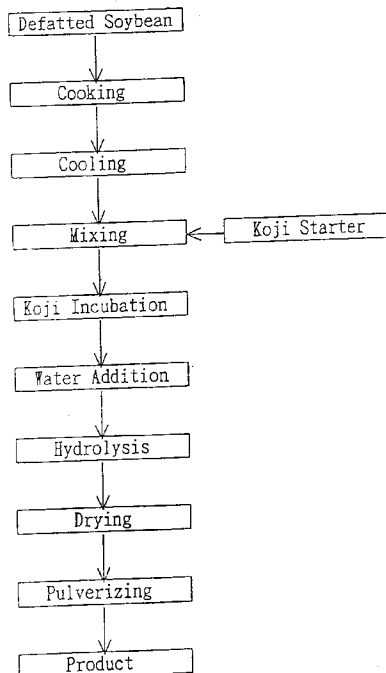 Defatted Soybean
Cooking
Cooling
Mixing
Koji Starter
Koji Incubation
Water Addition
Hydrolysis
Drying
Pulverizing
Product